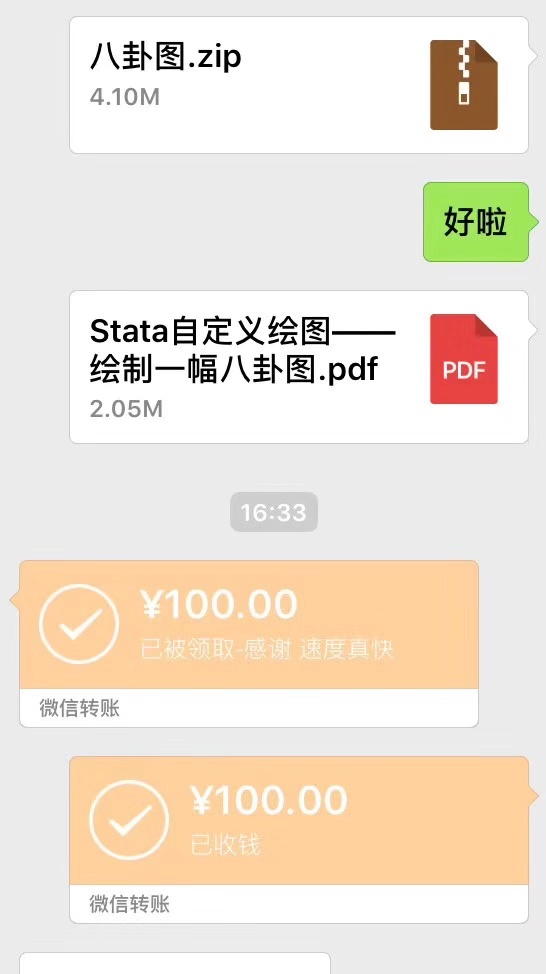 八卦图.zip
4.10M
好啦
Stata自定义绘图——
绘制一幅八卦图.pdf
2.05M
PDF
16:33
¥100.00
已被领取-感谢 速度真快
微信转账
¥100.00
已收钱
微信转账